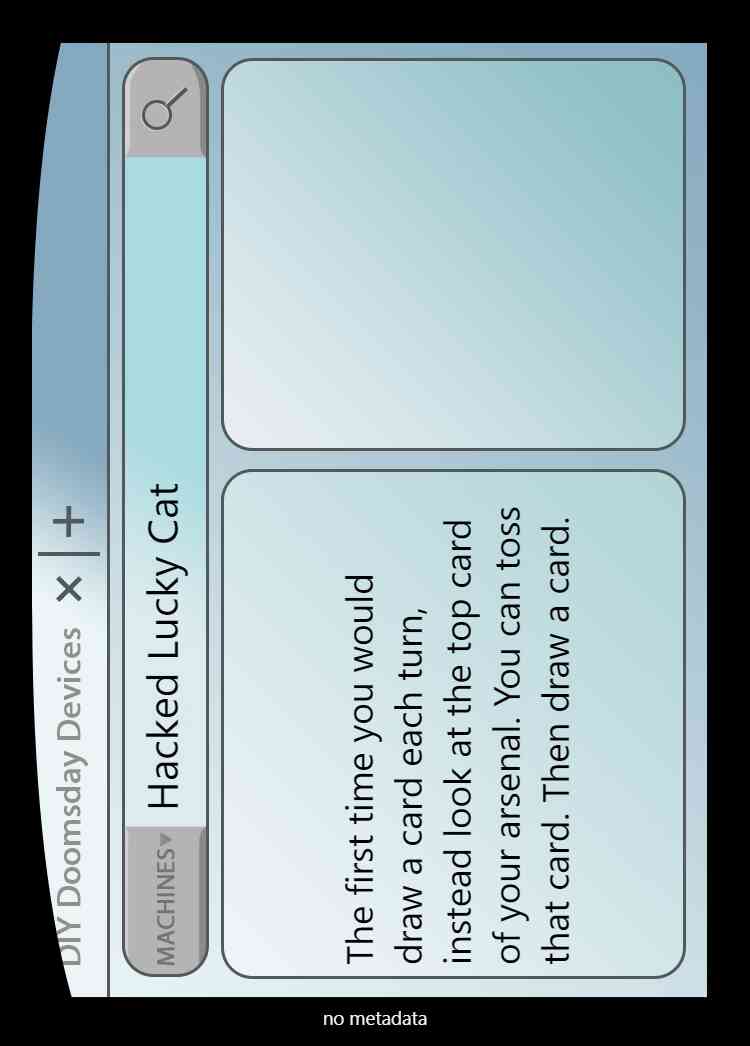 DIY Doomsday Devices × +
MACHINES▾ Hacked Lucky Cat
The first time you would
draw a card each turn,
instead look at the top card
of your arsenal. You can toss
that card. Then draw a card.
no metadata